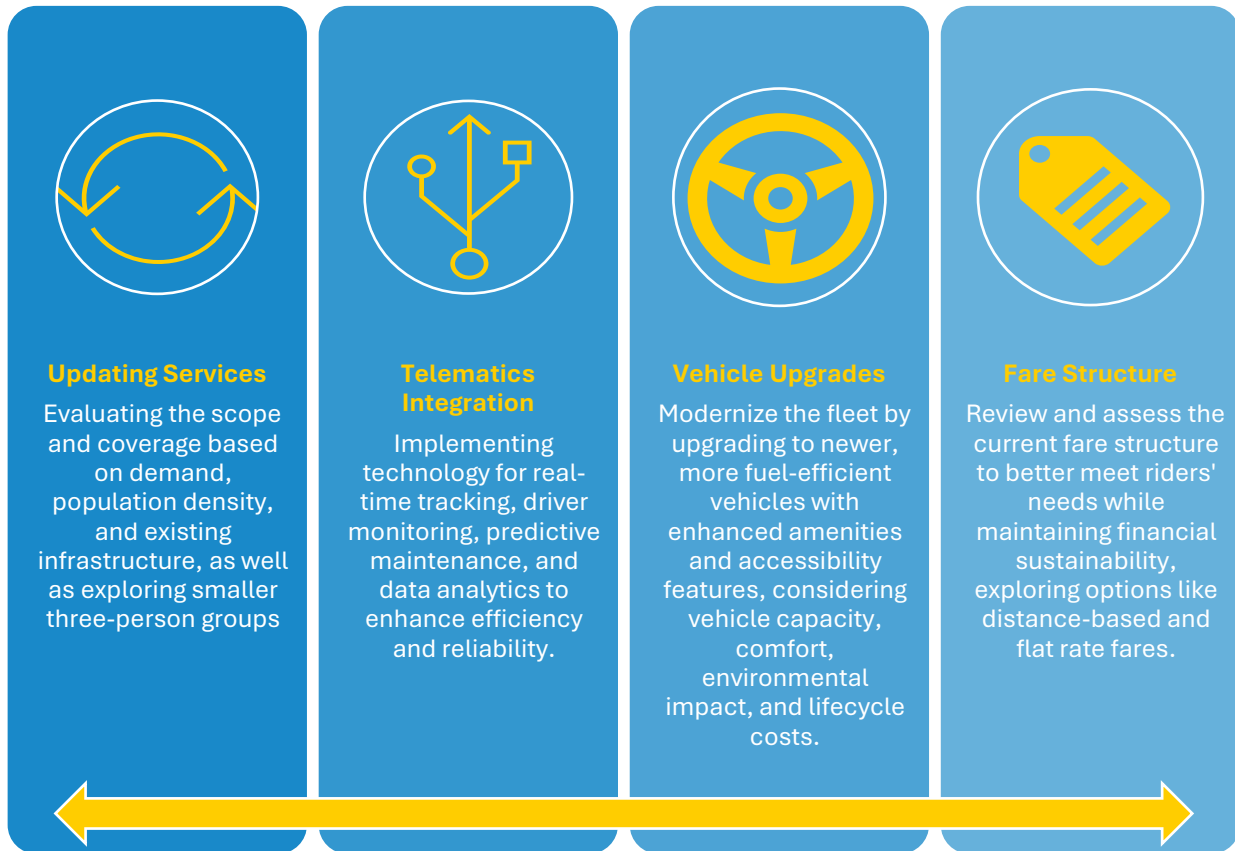 Updating Services
Evaluating the scope
and coverage based
on demand,
population density,
and existing
infrastructure, as well
as exploring smaller
three-person groups
Telematics
Integration
Implementing
technology for real-
time tracking, driver
monitoring, predictive
maintenance, and
data analytics to
enhance efficiency
and reliability.
Vehicle Upgrades
Modernize the fleet by
upgrading to newer,
more fuel-efficient
vehicles with
enhanced amenities
and accessibility
features, considering
vehicle capacity,
comfort,
environmental
impact, and lifecycle
costs.
Fare Structure
Review and assess the
current fare structure
to better meet riders'
needs while
maintaining financial
sustainability,
exploring options like
distance-based and
flat rate fares.